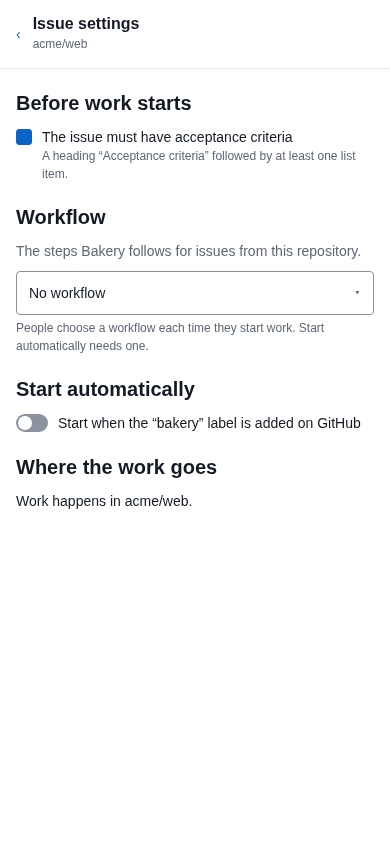 ‹
Issue settings
acme/web
Before work starts
The issue must have acceptance criteria
A heading “Acceptance criteria” followed by at least one list
item.
Workflow
The steps Bakery follows for issues from this repository.
No workflow
People choose a workflow each time they start work. Start
automatically needs one.
Start automatically
Start when the “bakery” label is added on GitHub
Where the work goes
Work happens in acme/web.